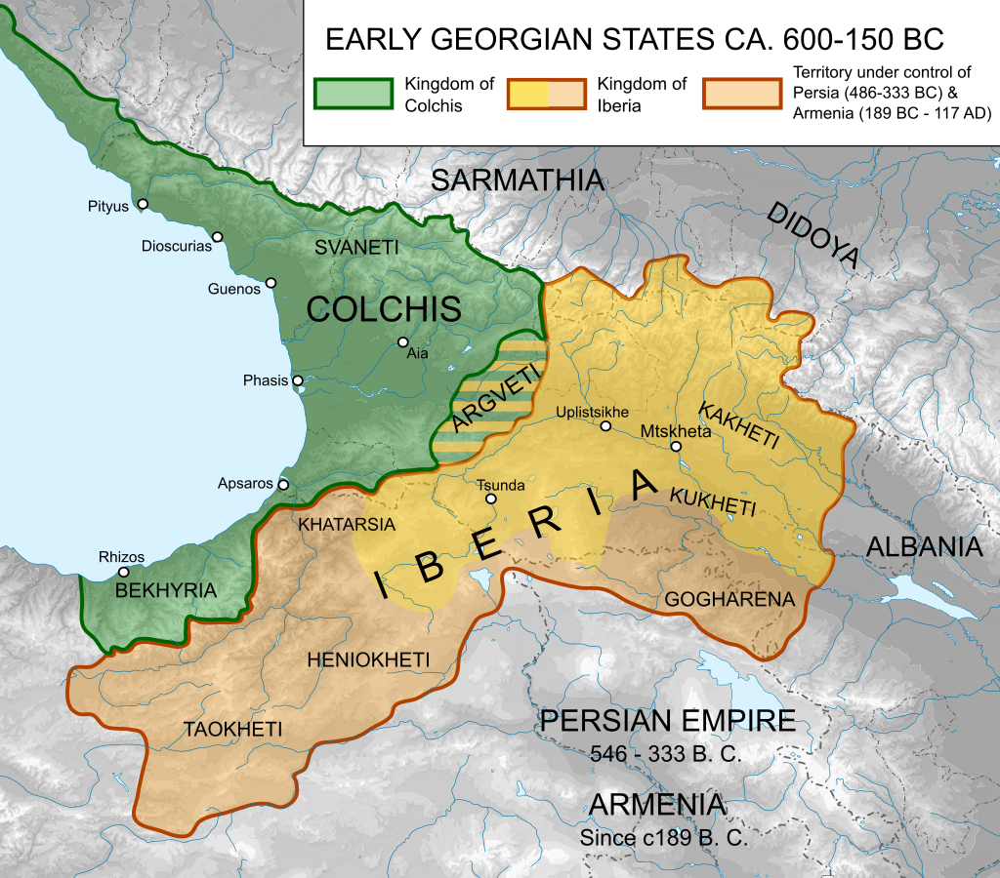 EARLY GEORGIAN STATES CA. 600-150 BC
Kingdom of
Colchis
Kingdom of
Iberia
Territory under control of
Persia (486-333 BC) &
Armenia (189 BC - 117 AD)
SARMATHIA
DIDOYA
Pityus
Dioscurias
SVANETI
Guenos
COLCHIS
Aia
Phasis
ARGVETI
Uplistsikhe
Mtskheta
KAKHETI
Apsaros
Tsunda
KUKHETI
KHATARSIA
IBERIA
ALBANIA
Rhizos
BEKHYRIA
GOGHARENA
HENIOKHETI
TAOKHETI
PERSIAN EMPIRE
546 - 333 B. C.
ARMENIA
Since c189 B. C.